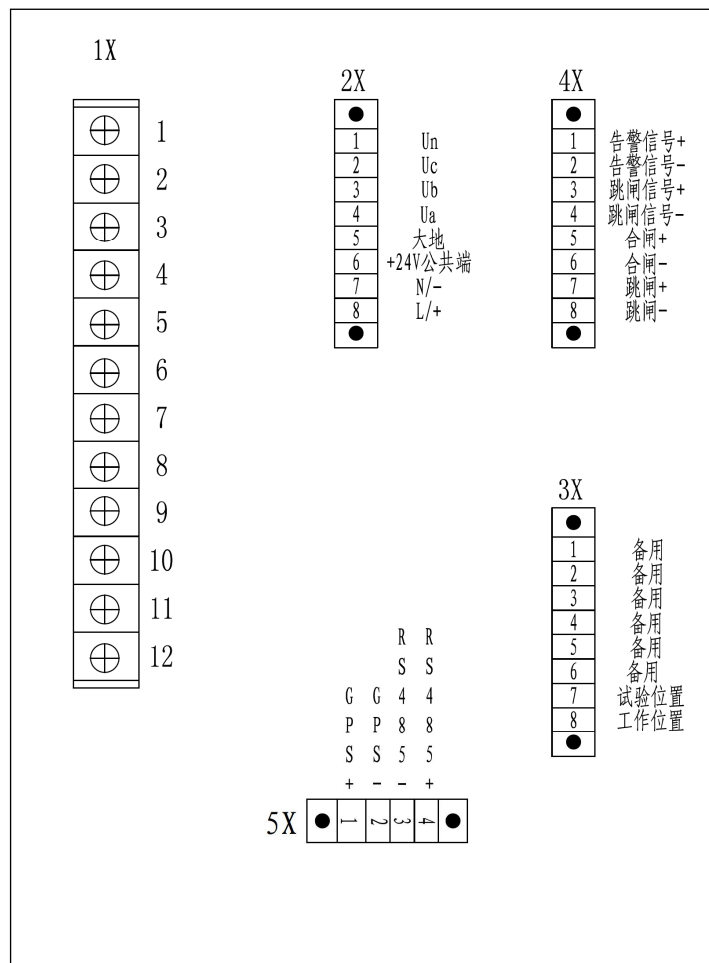 1X
1
2
3
4
5
6
7
8
9
10
11
12
2X
1 Un
2 Uc
3 Ub
4 Ua
5 大地
6 +24V公共端
7 N/-
8 L/+
4X
1 告警信号+
2 告警信号-
3 跳闸信号+
4 跳闸信号-
5 合闸+
6 合闸-
7 跳闸+
8 跳闸-
3X
1 备用
2 备用
3 备用
4 备用
5 备用
6 备用
7 试验位置
8 工作位置
GPS+
GPS-
RS485-
RS485+
5X 1 2 3 4